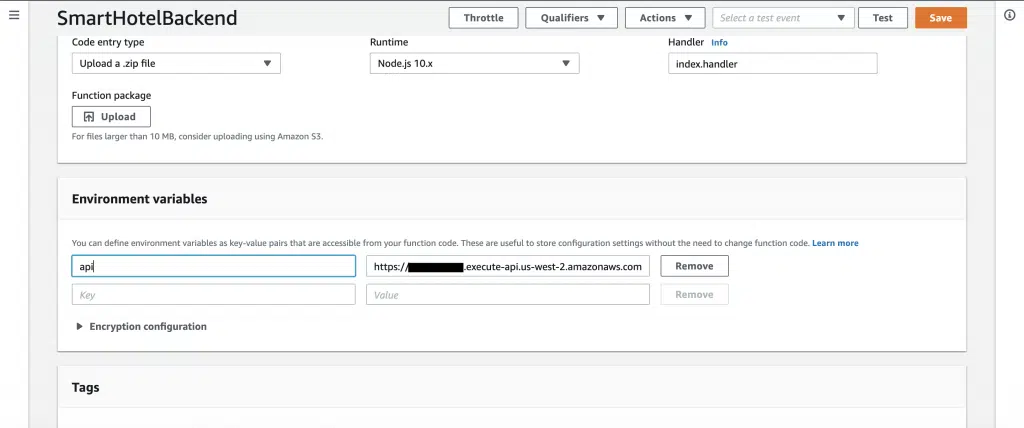 SmartHotelBackend
Throttle
Qualifiers
Actions
Select a test event
Test
Save
Code entry type
Runtime
Handler Info
Upload a .zip file
Node.js 10.x
index.handler
Function package
Upload
For files larger than 10 MB, consider uploading using Amazon S3.
Environment variables
You can define environment variables as key-value pairs that are accessible from your function code. These are useful to store configuration settings without the need to change function code. Learn more
api
https:// .execute-api.us-west-2.amazonaws.com
Remove
Key
Value
Remove
Encryption configuration
Tags